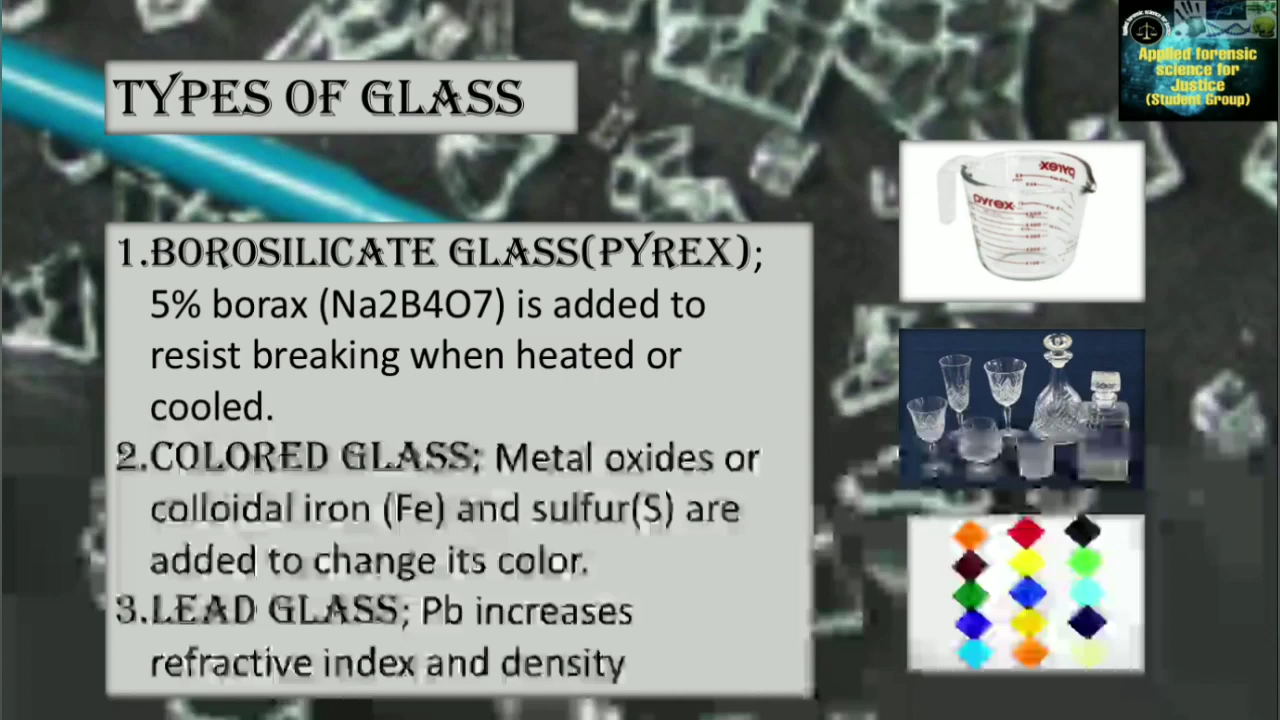 TYPES OF GLASS
Applied forensic
science for
Justice
(Student Group)
1.BOROSILICATE GLASS(PYREX);
5% borax (Na2B4O7) is added to
resist breaking when heated or
cooled.
2.COLORED GLASS; Metal oxides or
colloidal iron (Fe) and sulfur(S) are
added to change its color.
3.LEAD GLASS; Pb increases
refractive index and density
pyrex
pyrex